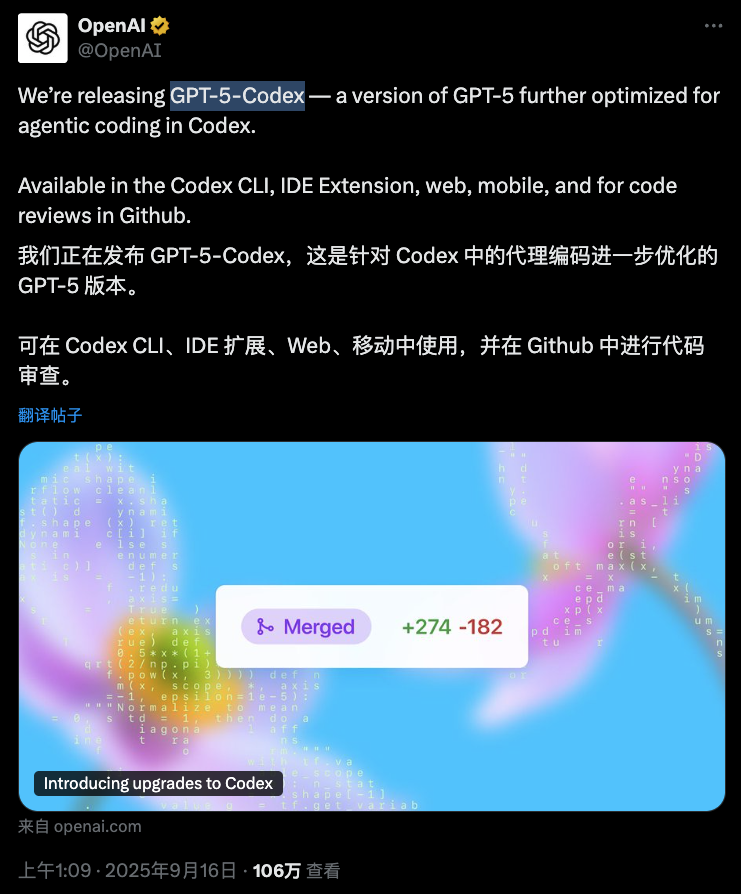 OpenAI
@OpenAI
We’re releasing GPT-5-Codex — a version of GPT-5 further optimized for
agentic coding in Codex.
Available in the Codex CLI, IDE Extension, web, mobile, and for code
reviews in Github.
我们正在发布 GPT-5-Codex，这是针对 Codex 中的代理编码进一步优化的
GPT-5 版本。
可在 Codex CLI、IDE 扩展、Web、移动中使用，并在 Github 中进行代码
审查。
翻译帖子
Merged +274 -182
Introducing upgrades to Codex
来自 openai.com
上午1:09 · 2025年9月16日 · 106万 查看